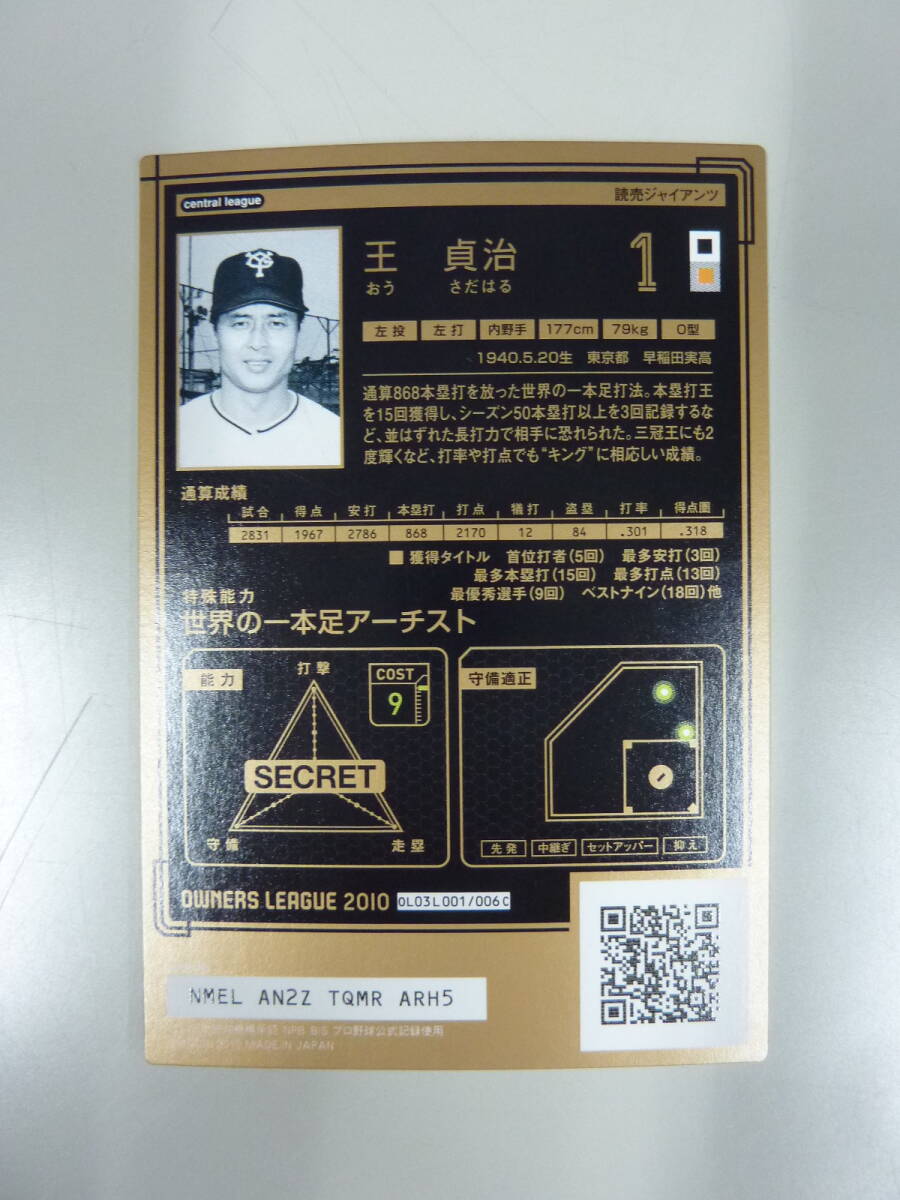 central league
読売ジャイアンツ
YG
王 貞治 1
おう さだはる
左投 左打 内野手 177cm 79kg O型
1940.5.20生 東京都 早稲田実高
通算868本塁打を放った世界の一本足打法。本塁打王
を15回獲得し、シーズン50本塁打以上を3回記録するな
ど、並はずれた長打力で相手に恐れられた。三冠王にも2
度輝くなど、打率や打点でも“キング”に相応しい成績。
通算成績
試合 得点 安打 本塁打 打点 犠打 盗塁 打率 得点圏
2831 1967 2786 868 2170 12 84 .301 .318
■ 獲得タイトル 首位打者(5回) 最多安打(3回)
最多本塁打(15回) 最多打点(13回)
最優秀選手(9回) ベストナイン(18回)他
特殊能力
世界の一本足アーチスト
能力
打撃
COST
9
SECRET
守備
走塁
守備適正
先発 中継ぎ セットアッパー 抑え
OWNERS LEAGUE 2010 OL03L001/006C
NMEL AN2Z TQMR ARH5
NPB BIS プロ野球公式記録使用
MADE IN JAPAN